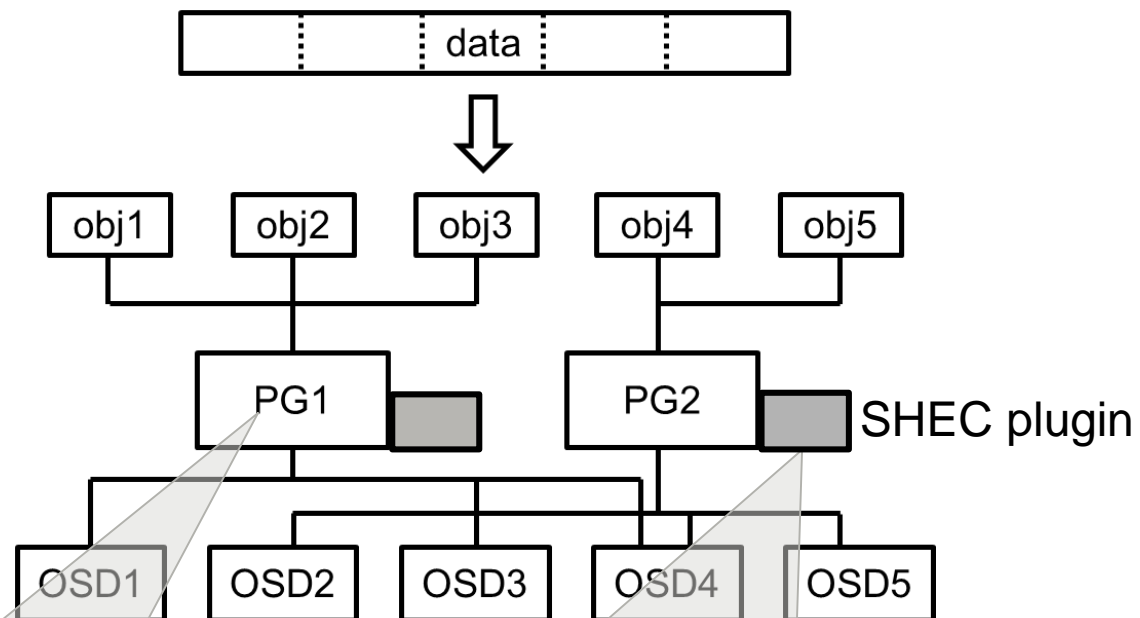 data
obj1 obj2 obj3 obj4 obj5
PG1 PG2 SHEC plugin
OSD1 OSD2 OSD3 OSD4 OSD5